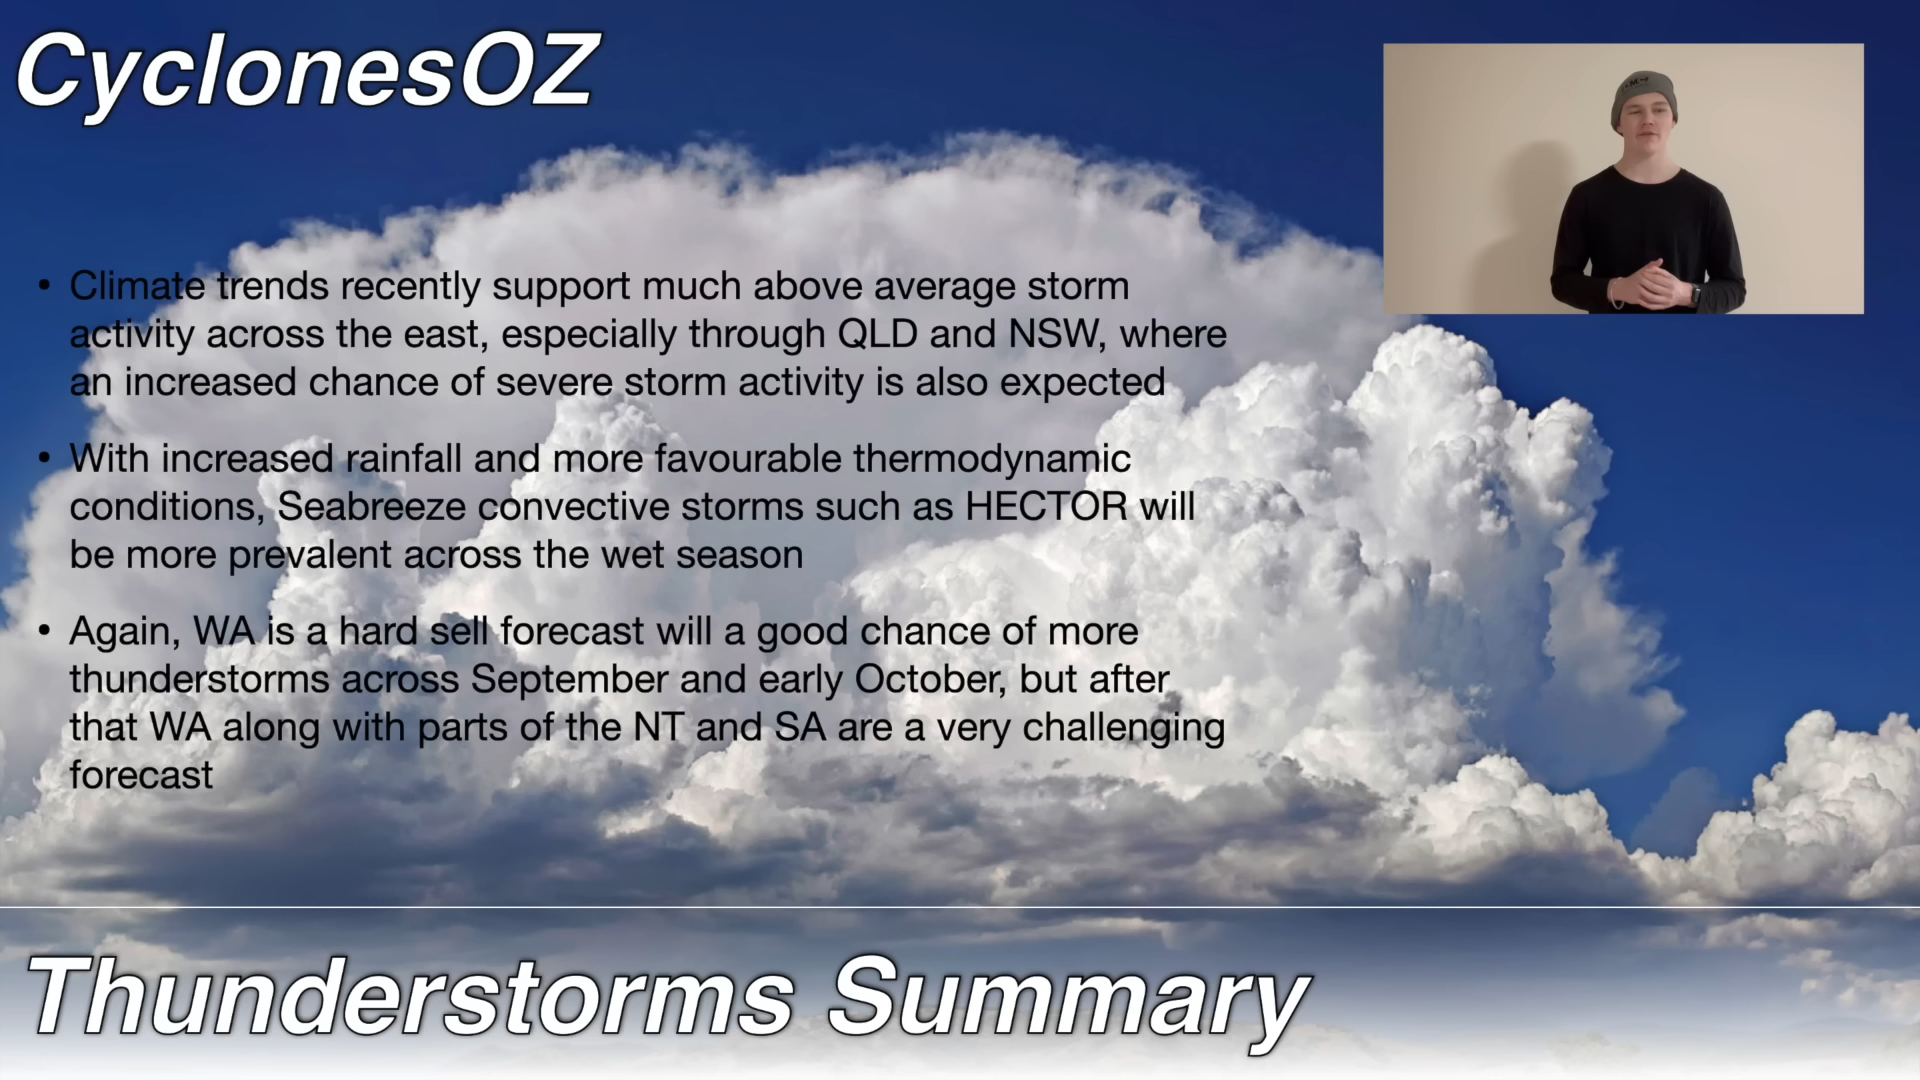 CyclonesOZ
• Climate trends recently support much above average storm
activity across the east, especially through QLD and NSW, where
an increased chance of severe storm activity is also expected
• With increased rainfall and more favourable thermodynamic
conditions, Seabreeze convective storms such as HECTOR will
be more prevalent across the wet season
• Again, WA is a hard sell forecast will a good chance of more
thunderstorms across September and early October, but after
that WA along with parts of the NT and SA are a very challenging
forecast
Thunderstorms Summary